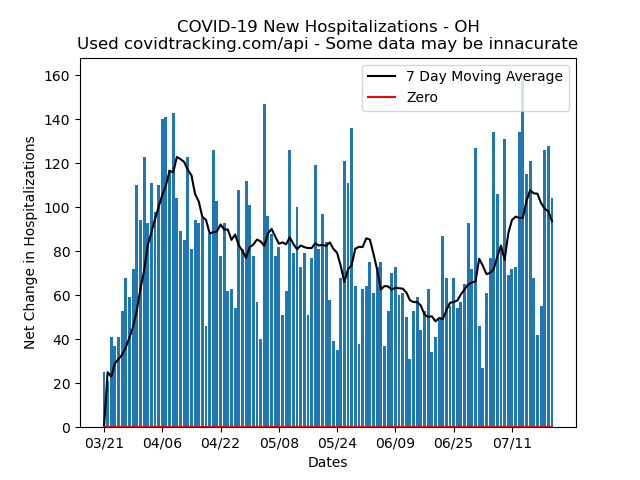 COVID-19 New Hospitalizations - OH
Used covidtracking.com/api - Some data may be innacurate
7 Day Moving Average
Zero
Net Change in Hospitalizations
160
140
120
100
80
60
40
20
0
03/21 04/06 04/22 05/08 05/24 06/09 06/25 07/11
Dates